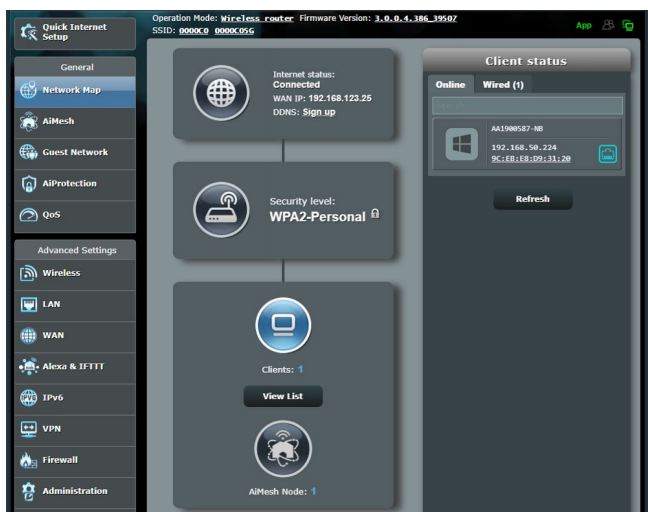 Quick Internet
Setup
Operation Mode: Wireless router Firmware Version: 3.0.0.4.386_39507
SSID: 0000C0 0000C05G
App
General
Network Map
AiMesh
Guest Network
AiProtection
QoS
Advanced Settings
Wireless
LAN
WAN
Alexa & IFTTT
IPv6
VPN
Firewall
Administration
Internet status:
Connected
WAN IP: 192.168.123.25
DDNS: Sign up
Security level:
WPA2-Personal
Clients: 1
View List
AiMesh Node: 1
Client status
Online Wired (1)
AA1900587-NB
192.168.50.224
9C:EB:E8:D9:31:20
Refresh